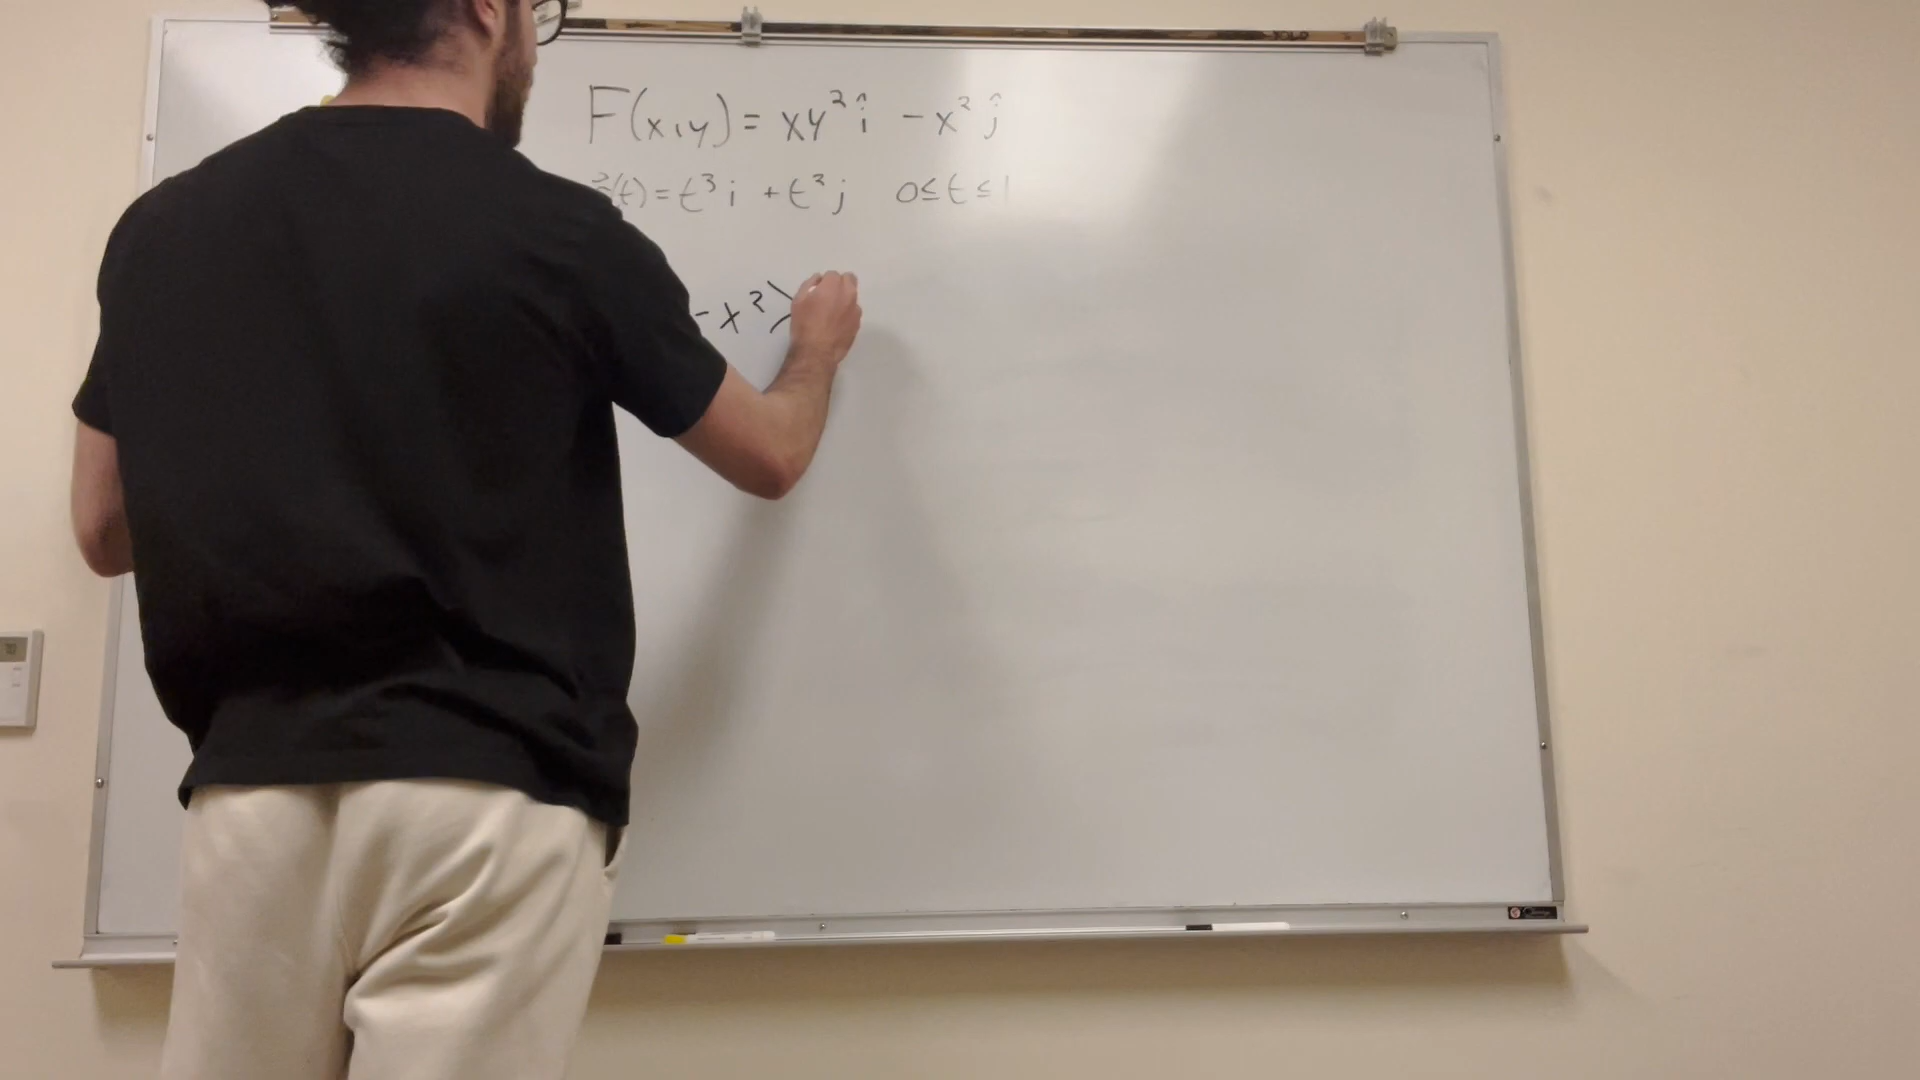 F(x,y) = xy² î - x² ĵ
(t) = t³ i + t² j 0 ≤ t ≤ 1
- x² ⟩